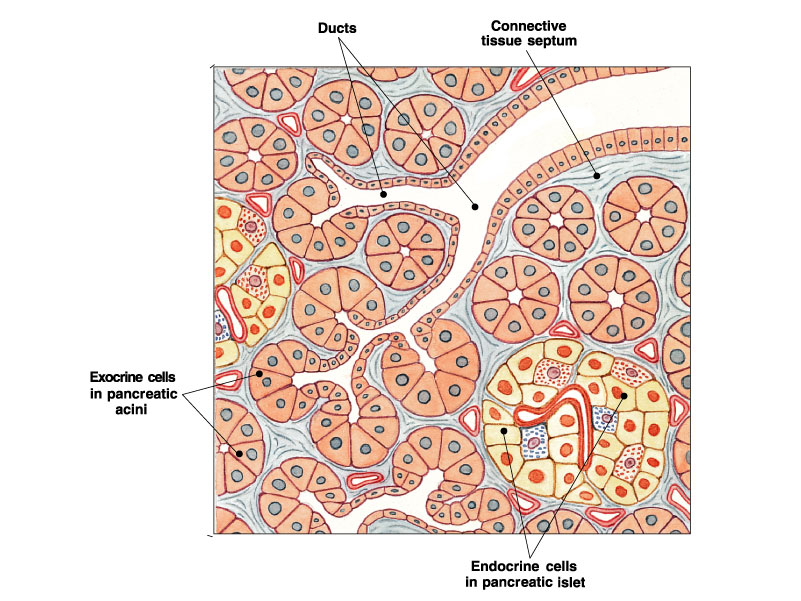 Ducts
Connective
tissue septum
Exocrine cells
in pancreatic
acini
Endocrine cells
in pancreatic islet